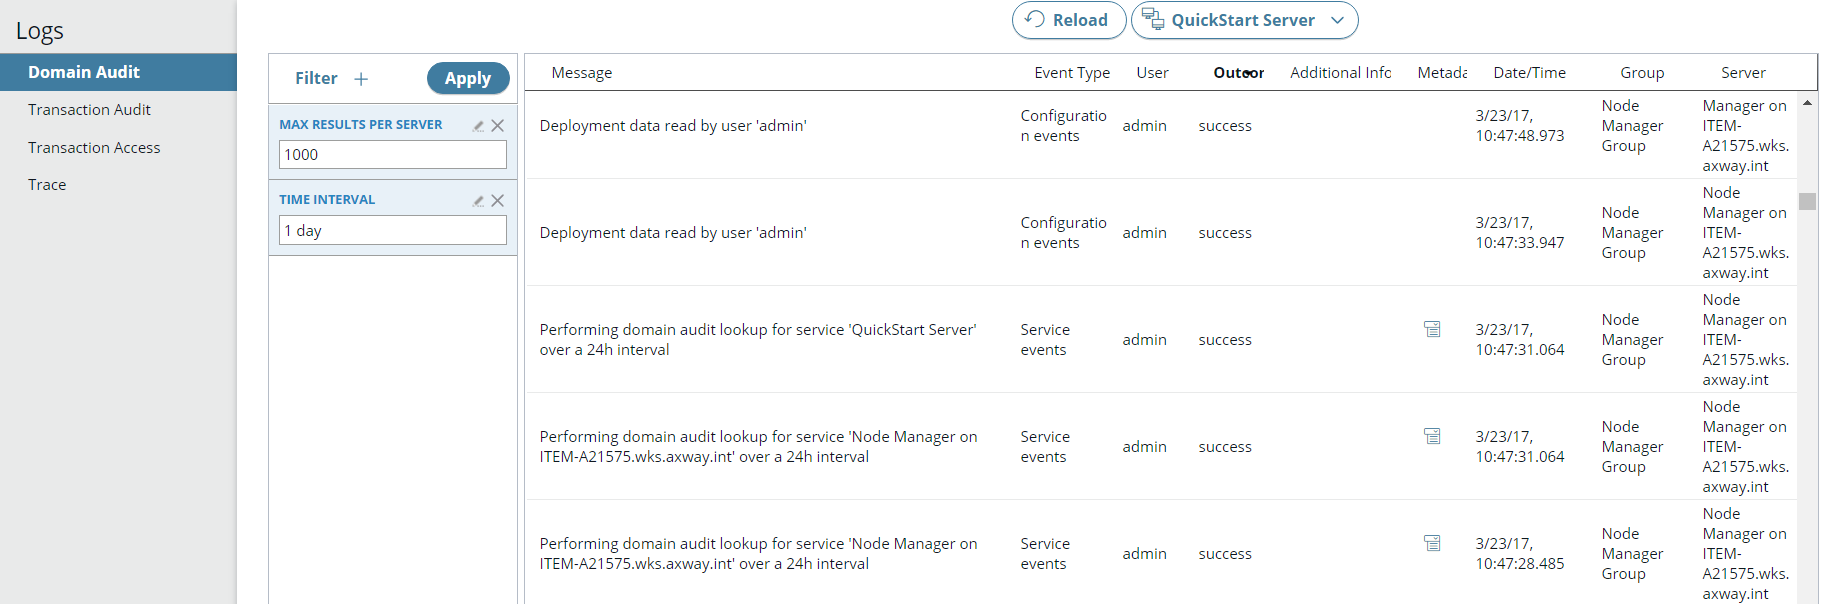 Logs
Domain Audit
Transaction Audit
Transaction Access
Trace
Reload
QuickStart Server
Filter +
Apply
MAX RESULTS PER SERVER
1000
TIME INTERVAL
1 day
Message Event Type User Outcor Additional Info Metada Date/Time Group Server
Deployment data read by user 'admin'
Configuratio
n events
admin
success
3/23/17,
10:47:48.973
Node
Manager
Group
Manager on
ITEM-
A21575.wks.
axway.int
Deployment data read by user 'admin'
Configuratio
n events
admin
success
3/23/17,
10:47:33.947
Node
Manager
Group
Node
Manager on
ITEM-
A21575.wks.
axway.int
Performing domain audit lookup for service 'QuickStart Server'
over a 24h interval
Service
events
admin
success
3/23/17,
10:47:31.064
Node
Manager
Group
Node
Manager on
ITEM-
A21575.wks.
axway.int
Performing domain audit lookup for service 'Node Manager on
ITEM-A21575.wks.axway.int' over a 24h interval
Service
events
admin
success
3/23/17,
10:47:31.064
Node
Manager
Group
Node
Manager on
ITEM-
A21575.wks.
axway.int
Performing domain audit lookup for service 'Node Manager on
ITEM-A21575.wks.axway.int' over a 24h interval
Service
events
admin
success
3/23/17,
10:47:28.485
Node
Manager
Group
Node
Manager on
ITEM-
A21575.wks.
axway.int